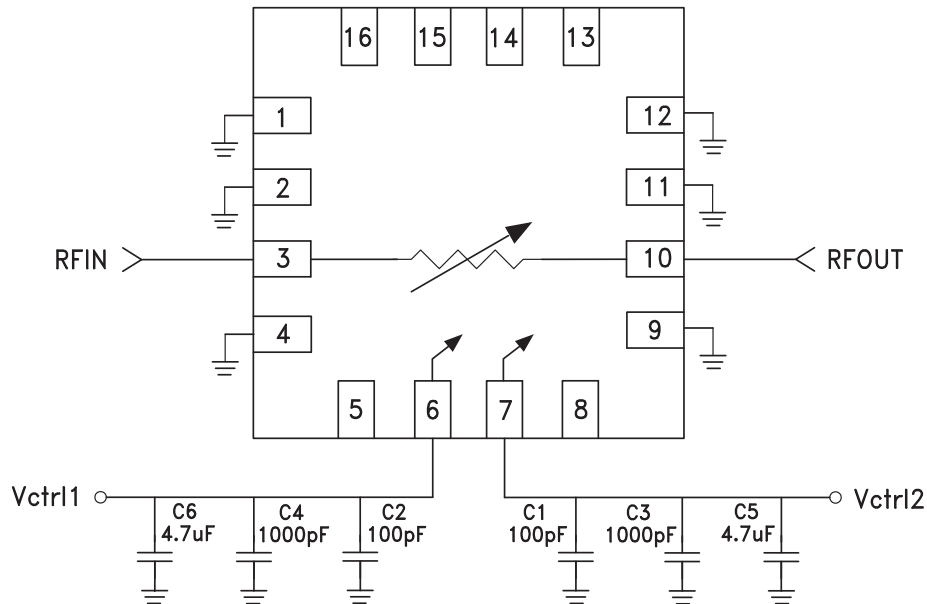 16 15 14 13
1 12
2 11
RFIN 3 10 RFOUT
4 9
5 6 7 8
Vctrl1 Vctrl2
C6 C4 C2 C1 C3 C5
4.7uF 1000pF 100pF 100pF 1000pF 4.7uF